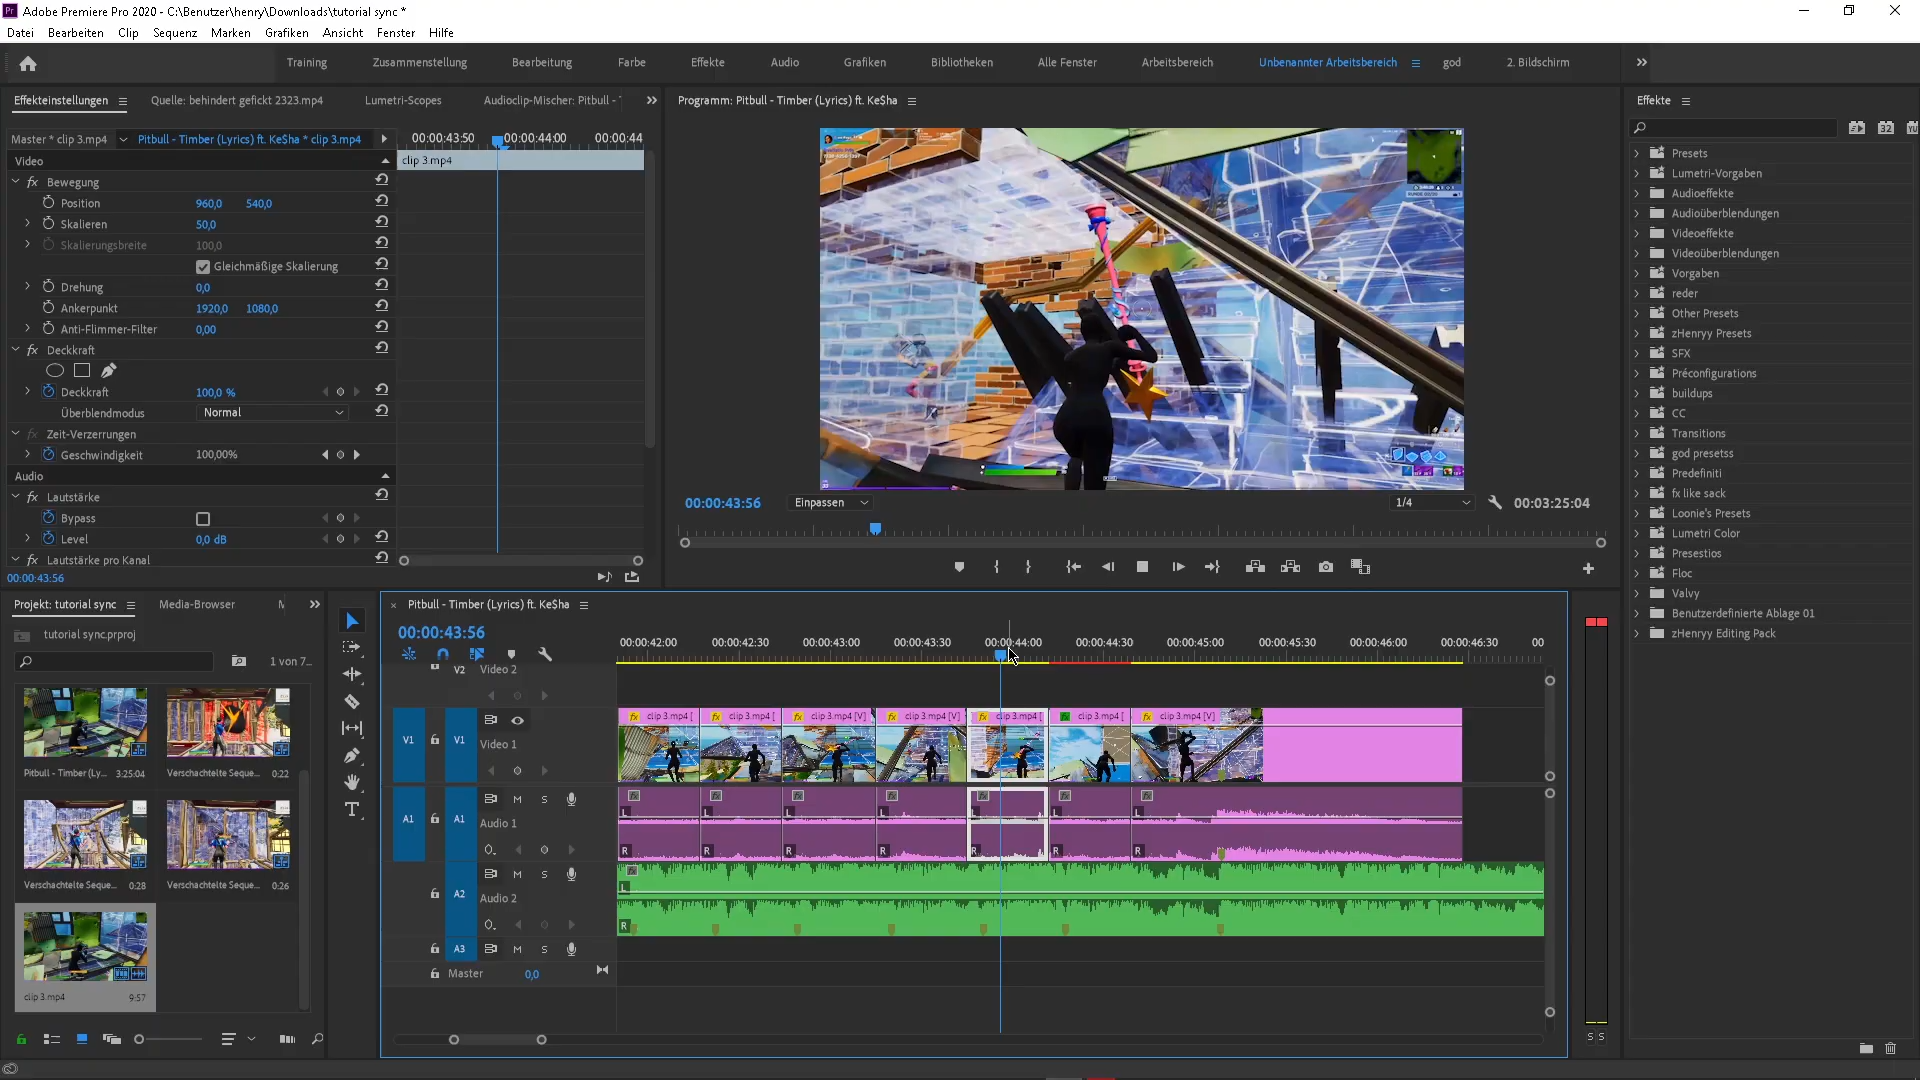 Adobe Premiere Pro 2020 - C:\Benutzer\henry\Downloads\tutorial sync *
Datei Bearbeiten Clip Sequenz Marken Grafiken Ansicht Fenster Hilfe
Training Zusammenstellung Bearbeitung Farbe Effekte Audio Grafiken Bibliotheken Alle Fenster Arbeitsbereich Unbenannter Arbeitsbereich god 2. Bildschirm
Effekteinstellungen Quelle: behindert gefickt 2323.mp4 Lumetri-Scopes Audioclip-Mischer: Pitbull -
Master * clip 3.mp4 Pitbull - Timber (Lyrics) ft. Ke$ha * clip 3.mp4
00:00:43:50 00:00:44:00 00:00:44
clip 3.mp4
Video
fx Bewegung
Position 960,0 540,0
Skalieren 50,0
Skalierungsbreite 100,0
Gleichmäßige Skalierung
Drehung 0,0
Ankerpunkt 1920,0 1080,0
Anti-Flimmer-Filter 0,00
fx Deckkraft
Deckkraft 100,0 %
Überblendmodus Normal
fx Zeit-Verzerrungen
Geschwindigkeit 100,00%
Audio
fx Lautstärke
Bypass
Level 0,0 dB
fx Lautstärke pro Kanal
00:00:43:56
Programm: Pitbull - Timber (Lyrics) ft. Ke$ha
00:00:43:56 Einpassen 1/4 00:03:25:04
Effekte
Presets
Lumetri-Vorgaben
Audioeffekte
Audioüberblendungen
Videoeffekte
Videoüberblendungen
Vorgaben
reder
Other Presets
zHenryy Presets
SFX
Préconfigurations
buildups
CC
Transitions
god presetss
Predefiniti
fx like sack
Loonie's Presets
Lumetri Color
Presestios
Floc
Valvy
Benutzerdefinierte Ablage 01
zHenryy Editing Pack
Projekt: tutorial sync Media-Browser
tutorial sync.prproj
1 von 7...
Pitbull - Timber (Ly... 3:25:04
Verschachtelte Seque... 0:22
Verschachtelte Seque... 0:28
Verschachtelte Seque... 0:26
clip 3.mp4 9:57
Pitbull - Timber (Lyrics) ft. Ke$ha
00:00:43:56
00:00:42:00 00:00:42:30 00:00:43:00 00:00:43:30 00:00:44:00 00:00:44:30 00:00:45:00 00:00:45:30 00:00:46:00 00:00:46:30 00
V2 Video 2
fx clip 3.mp4 [ fx clip 3.mp4 [ fx clip 3.mp4 [V] fx clip 3.mp4 [V] fx clip 3.mp4 [ fx clip 3.mp4 [ fx clip 3.mp4 [V]
V1 V1 Video 1
A1 A1 M S
Audio 1
L L L L L L L
R R R R R R R
A2 M S
Audio 2
L
R
A3 M S
Master 0,0
S S